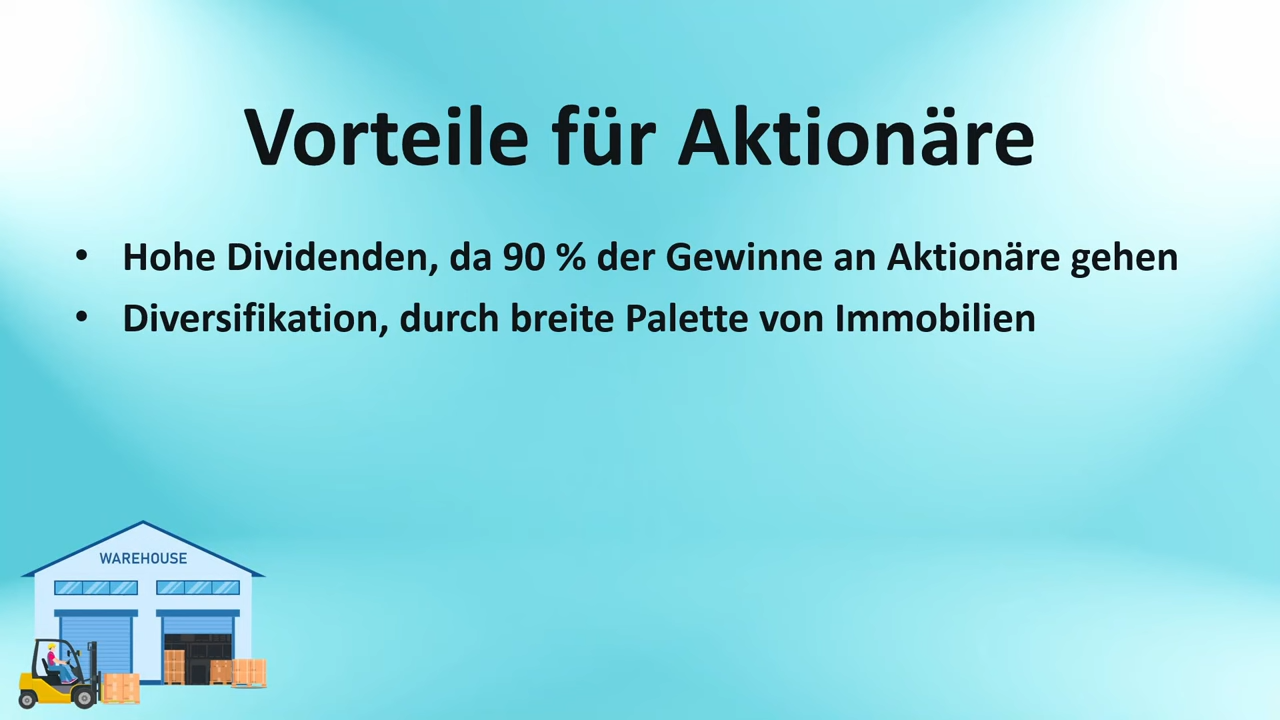 Vorteile für Aktionäre
• Hohe Dividenden, da 90 % der Gewinne an Aktionäre gehen
• Diversifikation, durch breite Palette von Immobilien
WAREHOUSE